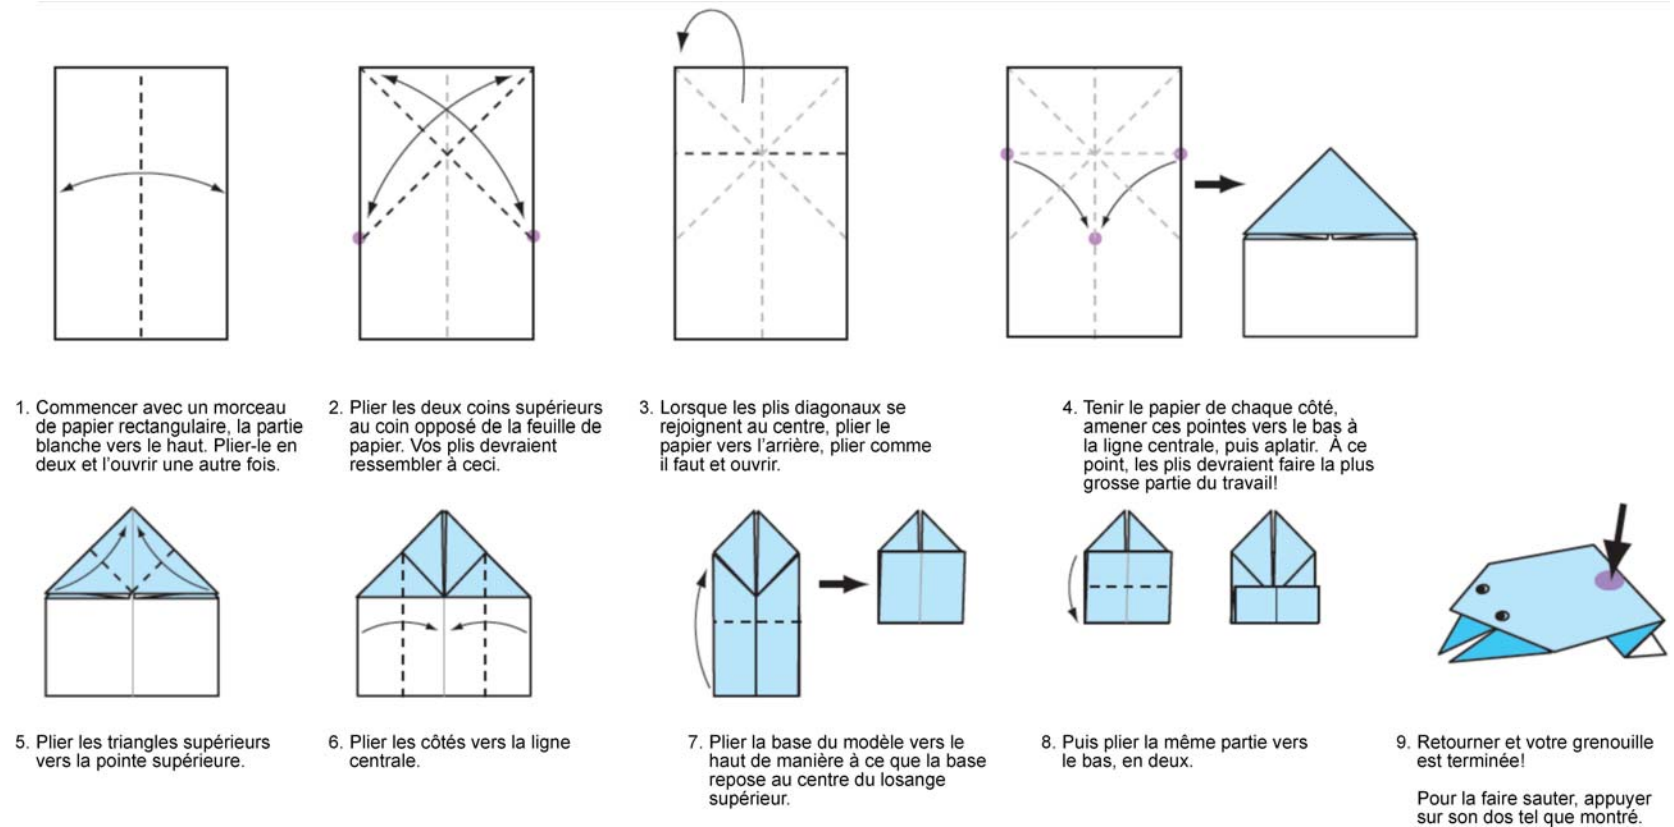 1. Commencer avec un morceau
de papier rectangulaire, la partie
blanche vers le haut. Plier-le en
deux et l'ouvrir une autre fois.
2. Plier les deux coins supérieurs
au coin opposé de la feuille de
papier. Vos plis devraient
ressembler à ceci.
3. Lorsque les plis diagonaux se
rejoignent au centre, plier le
papier vers l'arrière, plier comme
il faut et ouvrir.
4. Tenir le papier de chaque côté,
amener ces pointes vers le bas à
la ligne centrale, puis aplatir. À ce
point, les plis devraient faire la plus
grosse partie du travail!
5. Plier les triangles supérieurs
vers la pointe supérieure.
6. Plier les côtés vers la ligne
centrale.
7. Plier la base du modèle vers le
haut de manière à ce que la base
repose au centre du losange
supérieur.
8. Puis plier la même partie vers
le bas, en deux.
9. Retourner et votre grenouille
est terminée!
Pour la faire sauter, appuyer
sur son dos tel que montré.